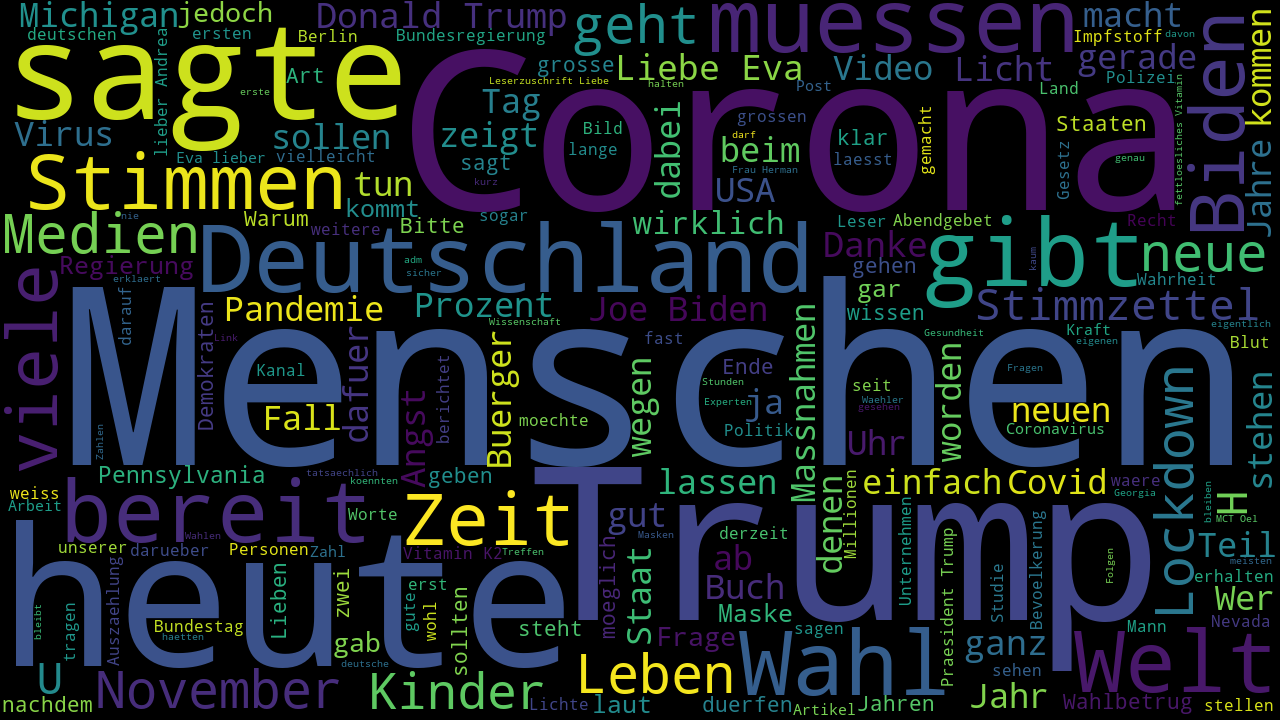 Michigan
jedoch
Donald Trump
geht
muessen
macht
deutschen
ersten
Berlin
Bundesregierung
Impfstoff
davon
sagte
lieber Andrea
Art
erste
grosse
Liebe Eva
Video
Licht
gerade
Biden
kommen
Leserzuschrift Liebe
halten
Post
Land
Polizei
Tag
Corona
grossen
Virus
sollen
zeigt
Bild
dabei
darf
klar
gemacht
Staaten
fettloesliches Vitamin
lange
beim
laesst
Gesetz
genau
Eva lieber
vielleicht
sagt
Frau Herman
Stimmen
tun
kurz
USA
Jahre
kommt
nie
Warum
weitere
Bitte
sogar
wirklich
Leser
Abendgebet
Recht
Medien
Deutschland
Danke
gibt
neue
Regierung
erklaert
adm
sicher
gehen
kaum
Wahrheit
viele
darauf
Pandemie
Prozent
Joe Biden
gar
wissen
Stimmzettel
Menschen
Demokraten
Link
dafuer
Wissenschaft
fast
Massnahmen
Gesundheit
Kraft
eigenen
eigentlich
Blut
Kanal
berichtet
Buerger
wegen
Ende
Stunden
Experten
ja
seit
Waehler
gesehen
worden
Fragen
neuen
Coronavirus
Lockdown
stehen
Zahlen
Fall
Angst
moechte
Politik
Uhr
Pennsylvania
tatsaechlich
koennten
geben
Trump
lassen
denen
einfach
Covid
waere
Georgia
bleiben
H
MCT Oel
weiss
Arbeit
bereit
Worte
Zeit
gut
Masken
derzeit
Millionen
Wahlen
unserer
darueber
Personen
Zahl
Vitamin K2
Treffen
moeglich
Staat
ab
Unternehmen
Praesident Trump
Studie
Bevoelkerung
Folgen
Teil
meisten
heute
Auszaehlung
Lieben
zwei
erst
gute
wohl
Buch
erhalten
Wer
bleibt
tragen
Bundestag
haetten
gab
sollten
steht
Maske
Frage
sagen
Wahl
ganz
sehen
Mann
Nevada
Welt
U
deutsche
Leben
nachdem
November
Kinder
Lichte
laut
duerfen
Artikel
Jahren
Jahr
Wahlbetrug
stellen